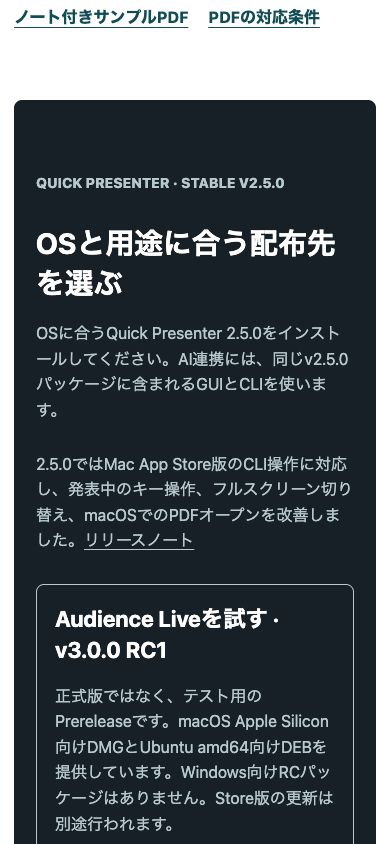 ノート付きサンプルPDF PDFの対応条件
QUICK PRESENTER · STABLE V2.5.0
OSと用途に合う配布先
を選ぶ
OSに合うQuick Presenter 2.5.0をインスト
ールしてください。AI連携には、同じv2.5.0
パッケージに含まれるGUIとCLIを使いま
す。
2.5.0ではMac App Store版のCLI操作に対応
し、発表中のキー操作、フルスクリーン切り
替え、macOSでのPDFオープンを改善しまし
た。リリースノート
Audience Liveを試す ·
v3.0.0 RC1
正式版ではなく、テスト用の
Prereleaseです。macOS Apple Silicon
向けDMGとUbuntu amd64向けDEBを
提供しています。Windows向けRCパッ
ケージはありません。Store版の更新は
別途行われます。